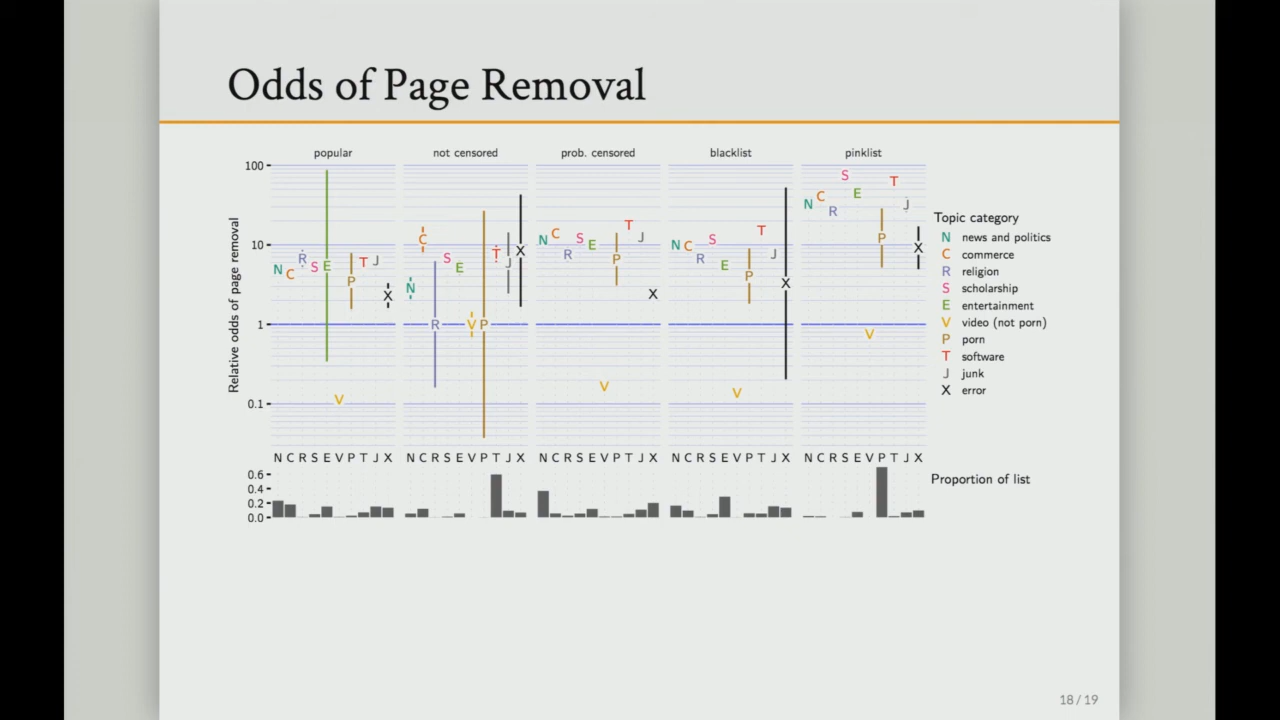 Odds of Page Removal
popular not censored prob. censored blacklist pinklist
Relative odds of page removal
100
10
1
0.1
N C R S E V P T J X
N C R S E V P T J X
N C R S E V P T J X
N C R S E V P T J X
N C R S E V P T J X
Topic category
N news and politics
C commerce
R religion
S scholarship
E entertainment
V video (not porn)
P porn
T software
J junk
X error
N C R S E V P T J X N C R S E V P T J X N C R S E V P T J X N C R S E V P T J X N C R S E V P T J X
0.6
0.4
0.2
0.0
Proportion of list
18 / 19